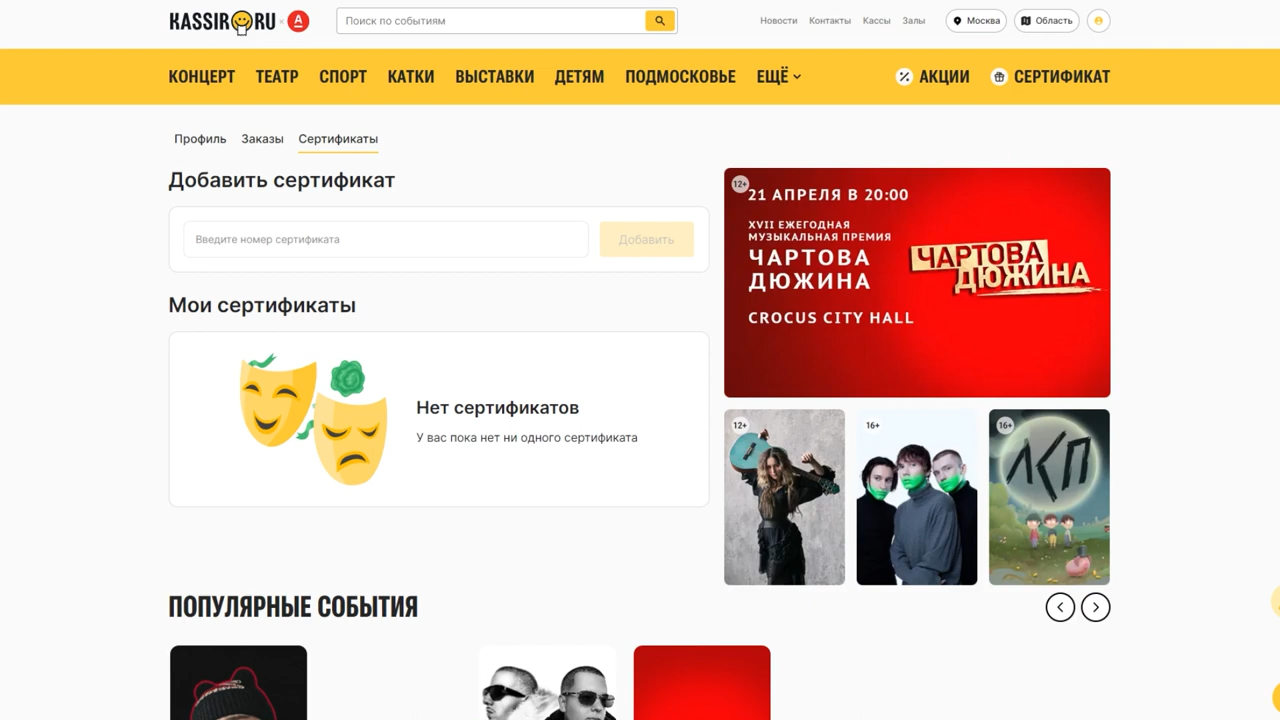 KASSIR RU × А
Поиск по событиям
Новости Контакты Кассы Залы Москва Область
КОНЦЕРТ ТЕАТР СПОРТ КАТКИ ВЫСТАВКИ ДЕТЯМ ПОДМОСКОВЬЕ ЕЩЁ АКЦИИ СЕРТИФИКАТ
Профиль Заказы Сертификаты
Добавить сертификат
Введите номер сертификата Добавить
Мои сертификаты
Нет сертификатов
У вас пока нет ни одного сертификата
12+
21 АПРЕЛЯ В 20:00
XVII ЕЖЕГОДНАЯ
МУЗЫКАЛЬНАЯ ПРЕМИЯ
ЧАРТОВА
ДЮЖИНА
CROCUS CITY HALL
ЧАРТОВА
ДЮЖИНА
12+
16+
16+
ЛСП
ПОПУЛЯРНЫЕ СОБЫТИЯ